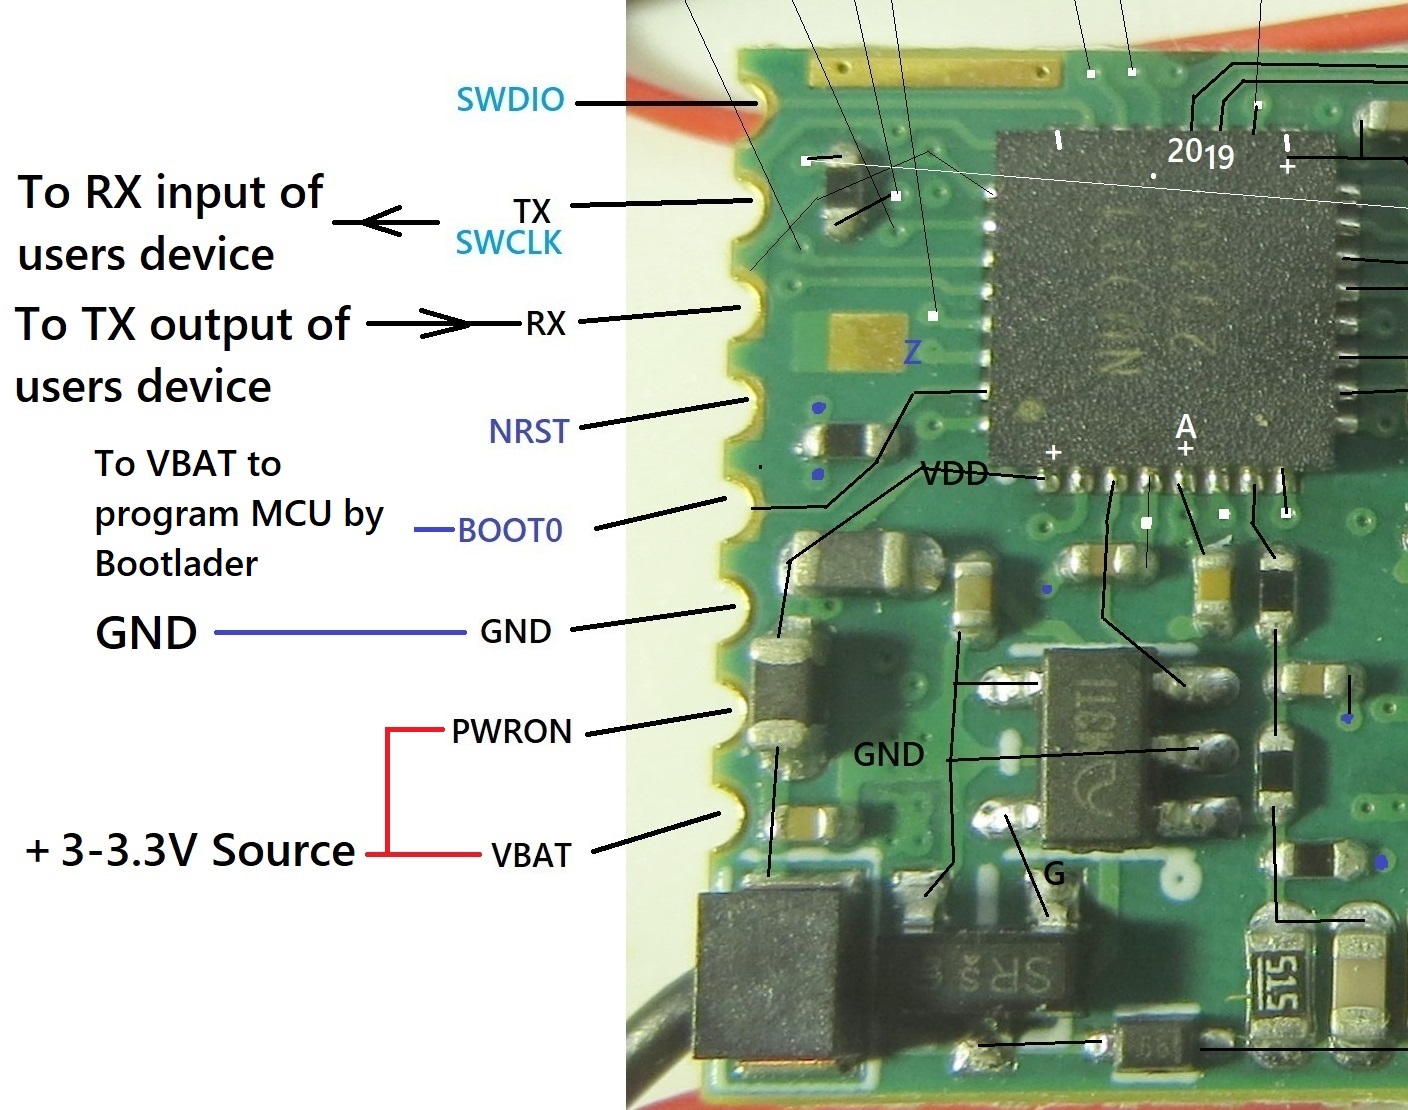 SWDIO
To RX input of
users device
TX
SWCLK
To TX output of
users device
RX
NRST
To VBAT to
program MCU by
Bootlader
BOOT0
GND
GND
PWRON
+ 3-3.3V Source
VBAT
2019
+
Z
A
+
+
VDD
GND
G
515